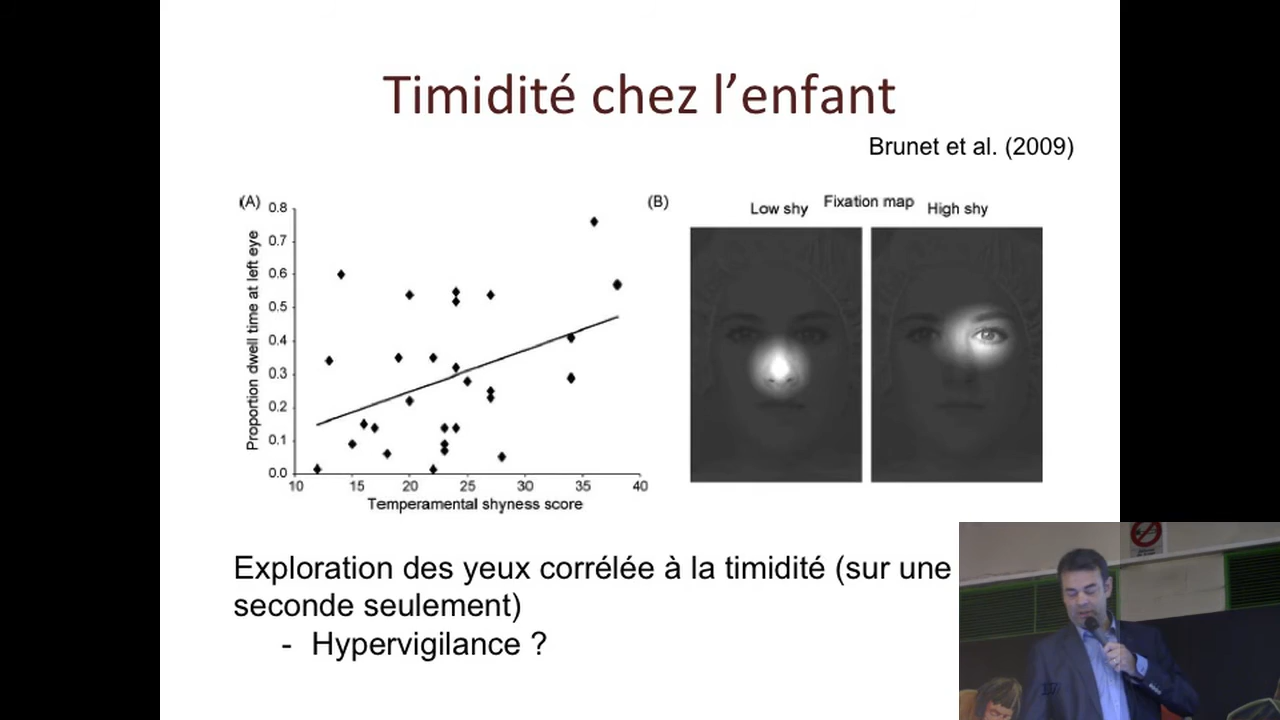 Timidité chez l’enfant
Brunet et al. (2009)
(A)
Proportion dwell time at left eye
0.8
0.7
0.6
0.5
0.4
0.3
0.2
0.1
0.0
10
15
20
25
30
35
40
Temperamental shyness score
(B)
Fixation map
Low shy
High shy
Exploration des yeux corrélée à la timidité (sur une
seconde seulement)
- Hypervigilance ?